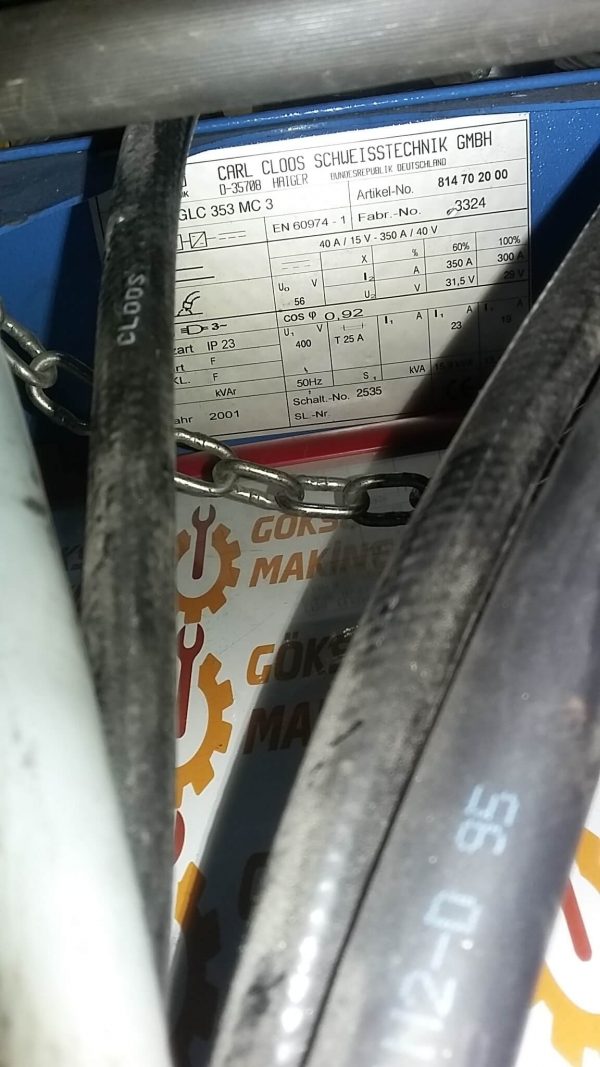 CARL CLOOS SCHWEISSTECHNIK GMBH
D-35708 HAIGER BUNDESREPUBLIK DEUTSCHLAND
GLC 353 MC 3
EN 60974 - 1
Artikel-No. 814 70 20 00
Fabr.-No. 3324
40 A / 15 V - 350 A / 40 V
X % 60% 100%
U₀ V I₂ A 350 A 300 A
56 U₂ V 31,5 V 29 V
3~
cos φ 0,92
IP 23
U₁ V I₁ A I₁ A I₁ A
400 T 25 A 23 19
F
KL. F
50Hz S₁ kVA
kVAr
Schalt.-No. 2535
ahr 2001
SL.-Nr.
CLOOS
GÖKS
MAKİNE
GÖKS
MA
H2-D 95